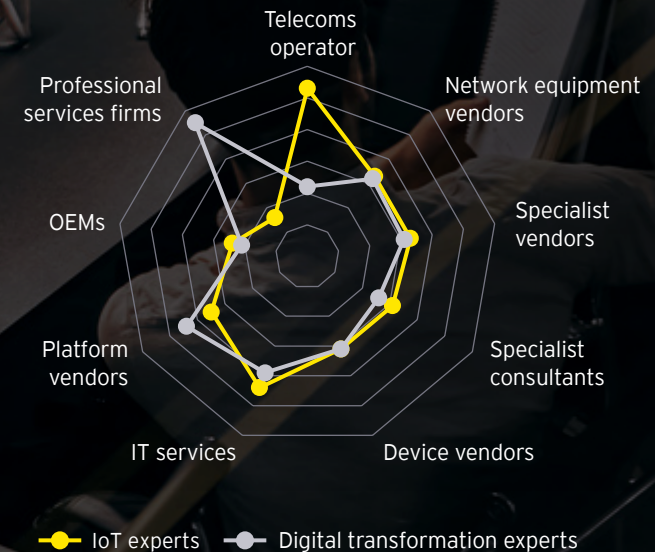 Telecoms
operator
Professional
services firms
Network equipment
vendors
OEMs
Specialist
vendors
Platform
vendors
Specialist
consultants
IT services
Device vendors
IoT experts
Digital transformation experts